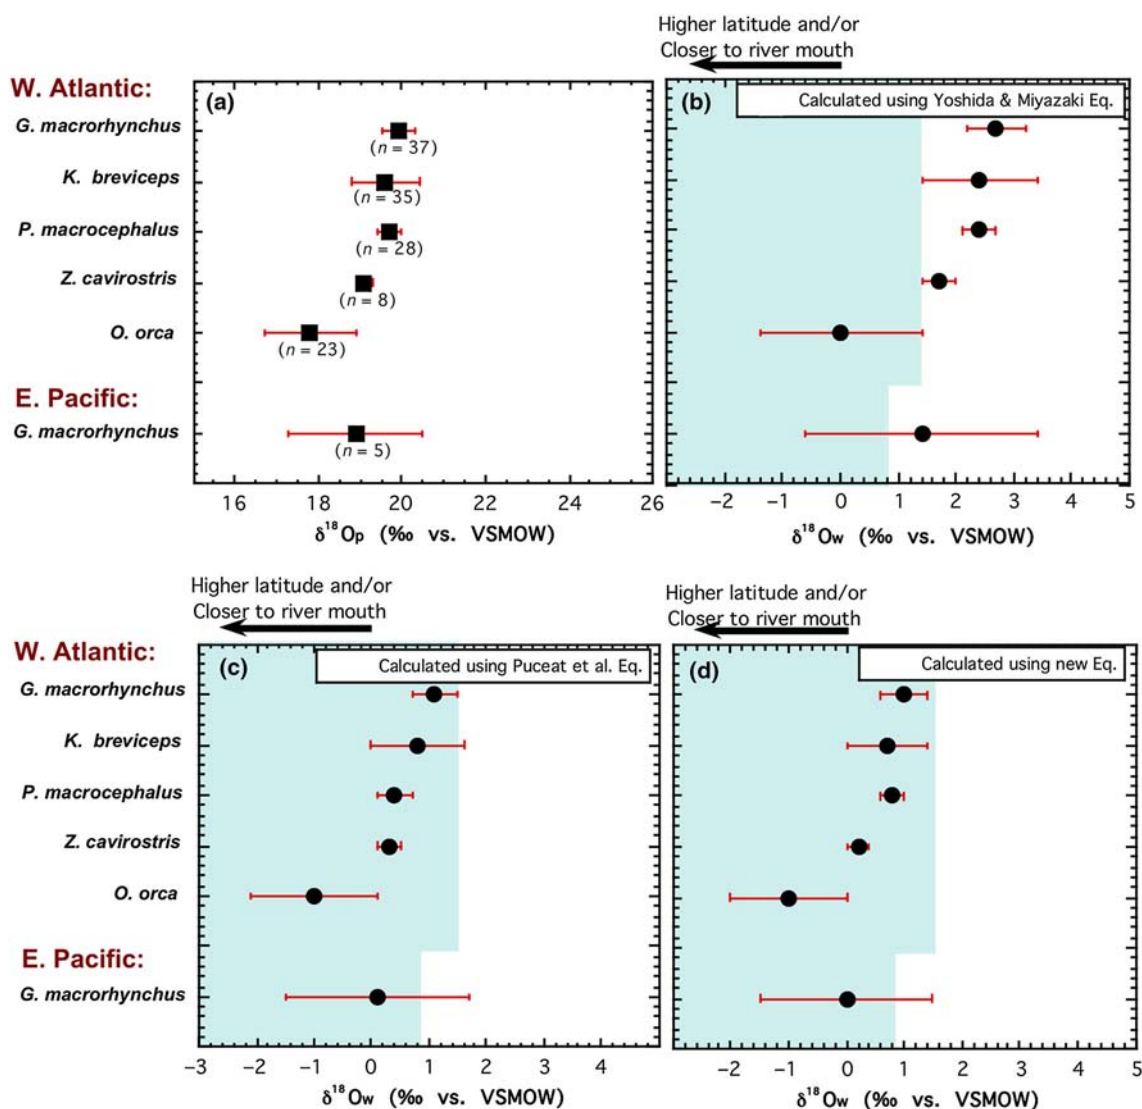 Higher latitude and/or
Closer to river mouth
W. Atlantic:
(a)
(b)
Calculated using Yoshida & Miyazaki Eq.
G. macrorhynchus
(n = 37)
K. breviceps
(n = 35)
P. macrocephalus
(n = 28)
Z. cavirostris
(n = 8)
O. orca
(n = 23)
E. Pacific:
G. macrorhynchus
(n = 5)
16 18 20 22 24 26
δ¹⁸Op (‰ vs. VSMOW)
−2 −1 0 1 2 3 4 5
δ¹⁸Ow (‰ vs. VSMOW)
Higher latitude and/or
Closer to river mouth
Higher latitude and/or
Closer to river mouth
W. Atlantic:
(c)
Calculated using Puceat et al. Eq.
(d)
Calculated using new Eq.
G. macrorhynchus
K. breviceps
P. macrocephalus
Z. cavirostris
O. orca
E. Pacific:
G. macrorhynchus
−3 −2 −1 0 1 2 3 4
δ¹⁸Ow (‰ vs. VSMOW)
−2 −1 0 1 2 3 4 5
δ¹⁸Ow (‰ vs. VSMOW)